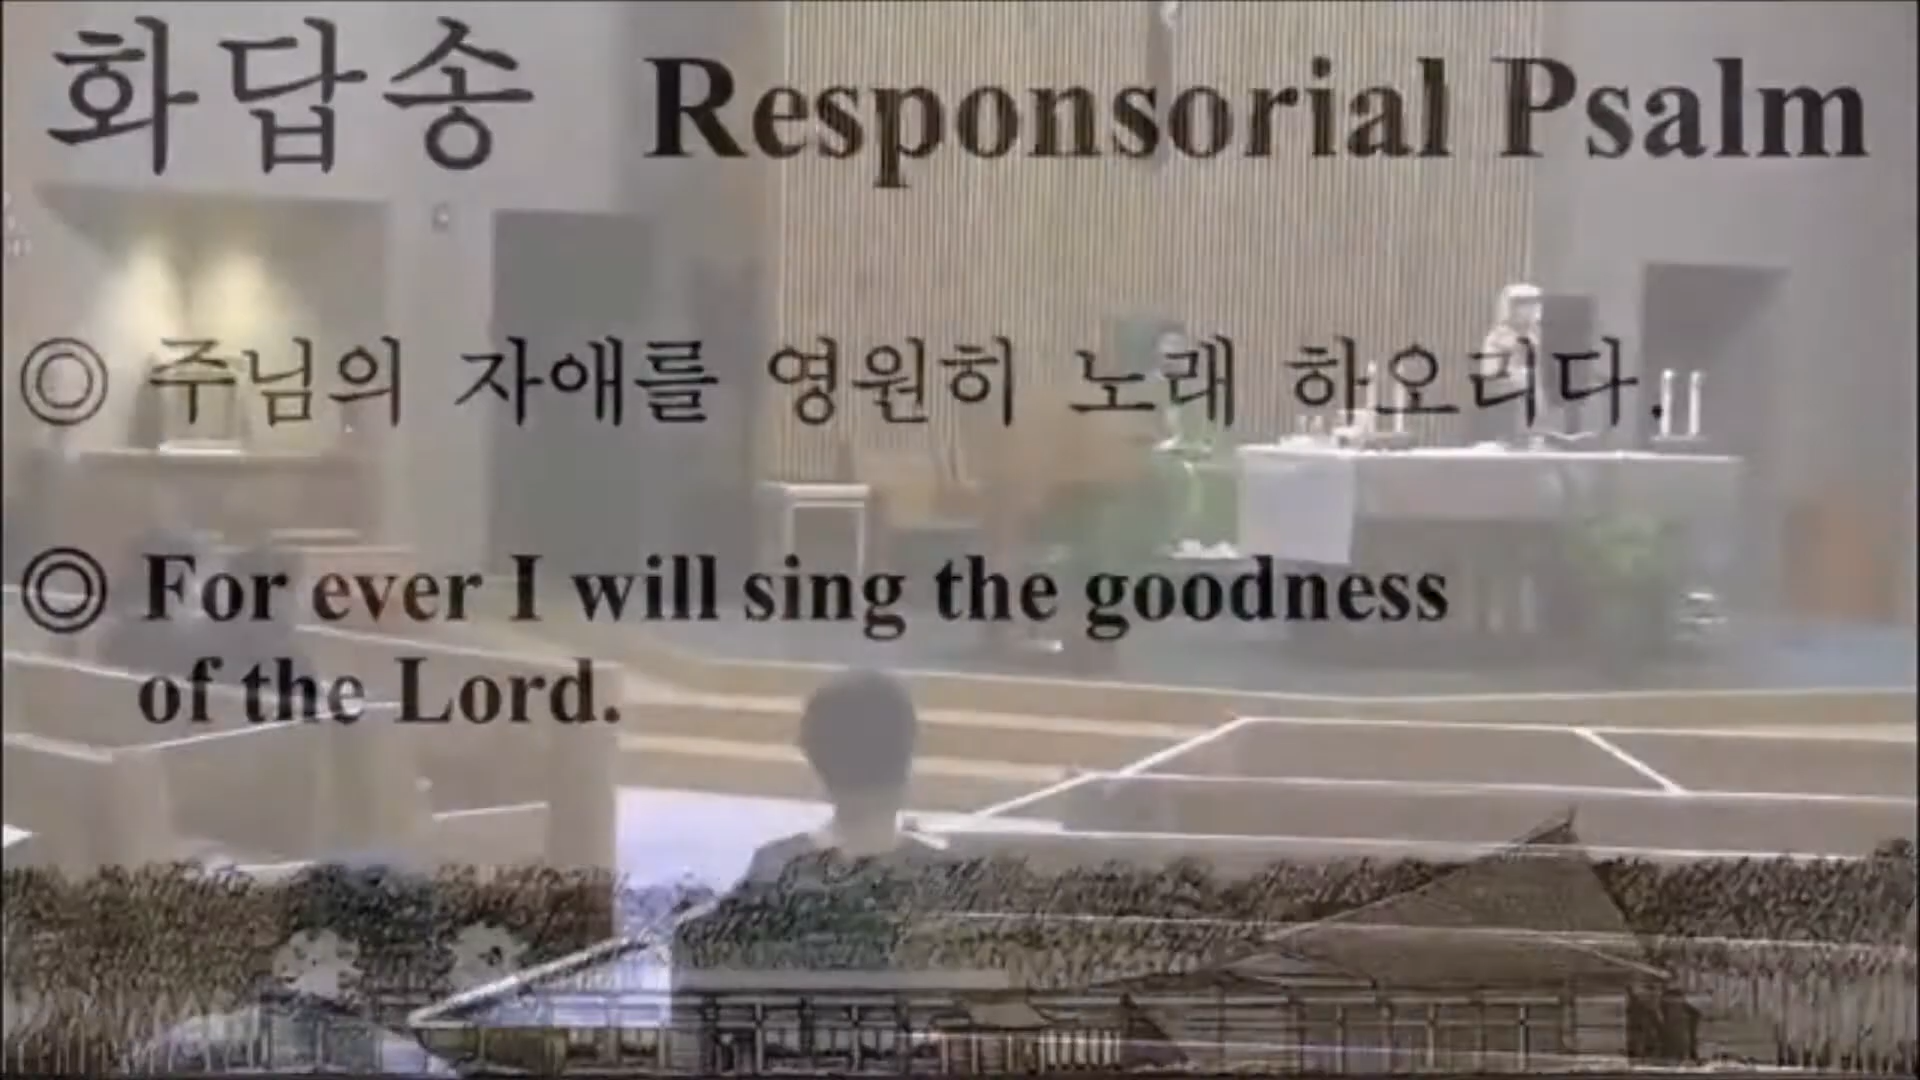 화답송 Responsorial Psalm
◎ 주님의 자애를 영원히 노래 하오리다.
◎ For ever I will sing the goodness
of the Lord.